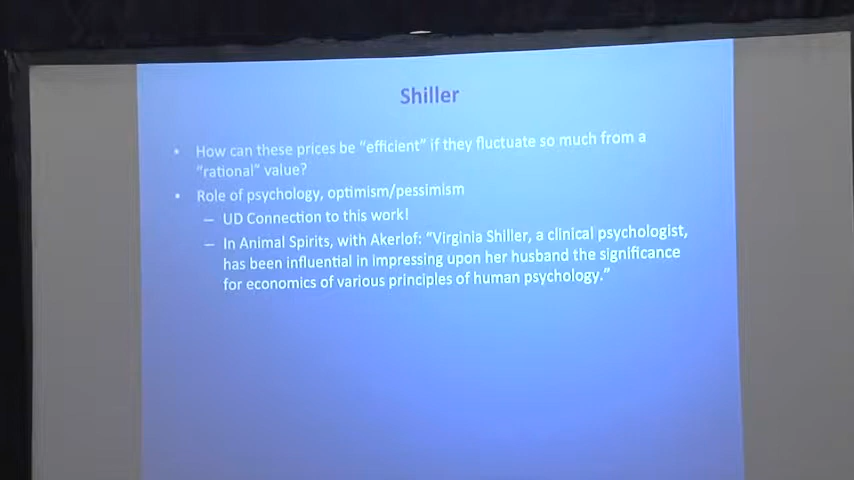 Shiller
• How can these prices be "efficient" if they fluctuate so much from a
"rational" value?
• Role of psychology, optimism/pessimism
– UD Connection to this work!
– In Animal Spirits, with Akerlof: "Virginia Shiller, a clinical psychologist,
has been influential in impressing upon her husband the significance
for economics of various principles of human psychology."